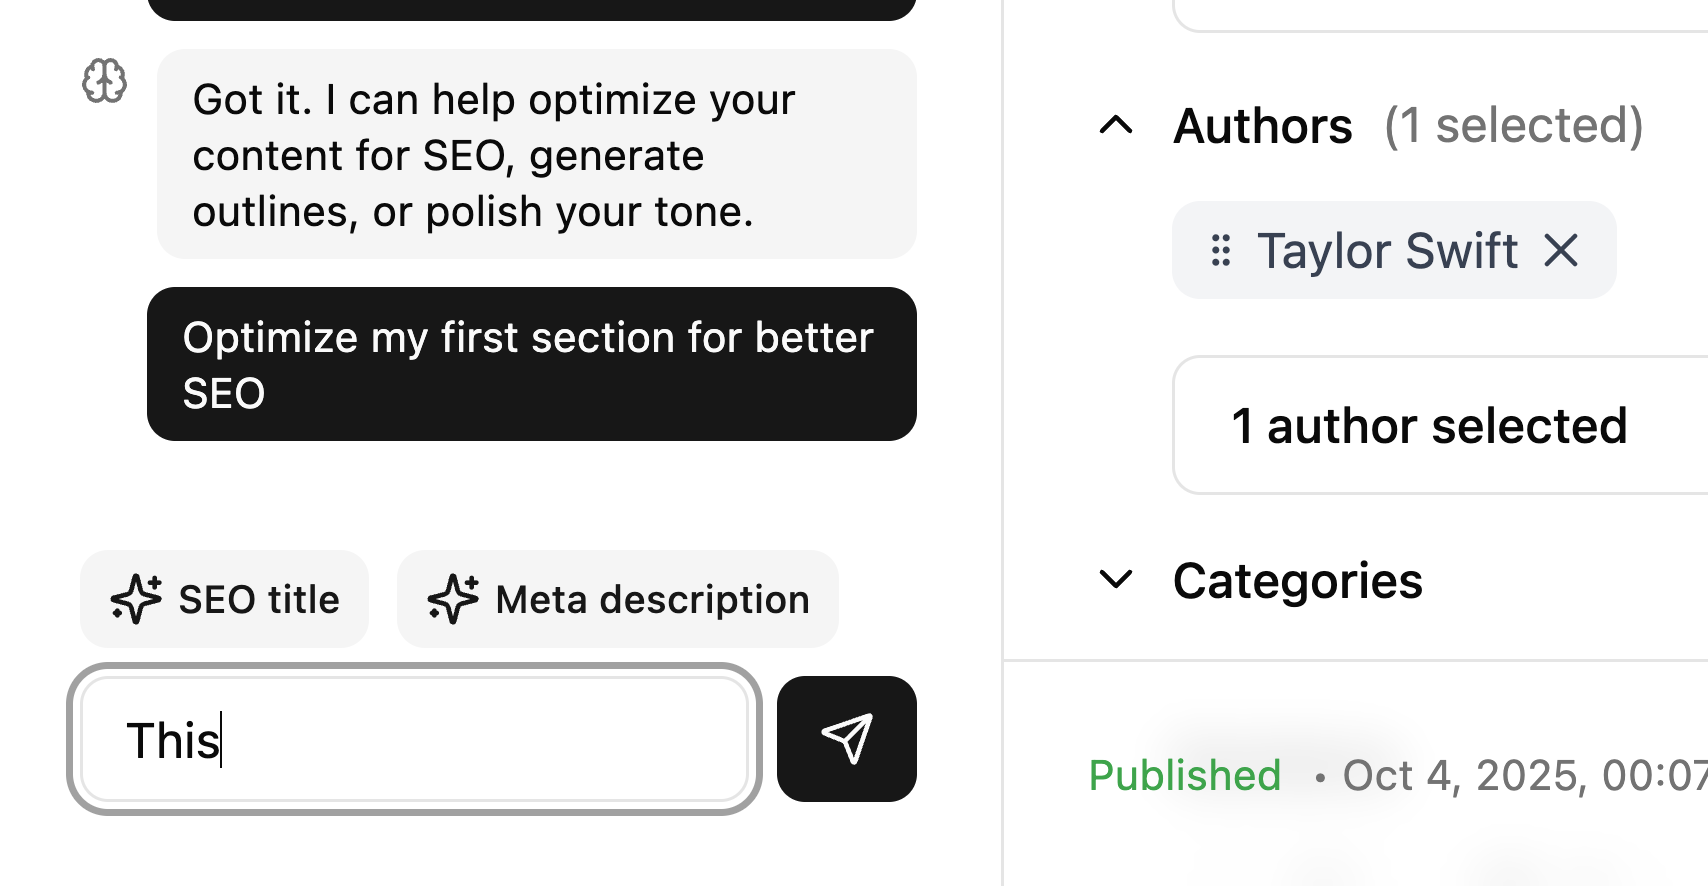 Got it. I can help optimize your
content for SEO, generate
outlines, or polish your tone.
Optimize my first section for better
SEO
SEO title
Meta description
This
Authors (1 selected)
Taylor Swift
1 author selected
Categories
Published • Oct 4, 2025, 00:07